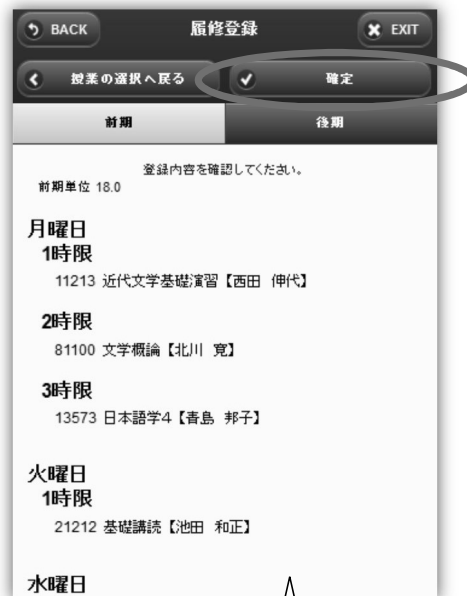 BACK 履修登録 EXIT
授業の選択へ戻る 確定
前期 後期
登録内容を確認してください。
前期単位 18.0
月曜日
1時限
11213 近代文学基礎演習【西田 伸代】
2時限
81100 文学概論【北川 寛】
3時限
13573 日本語学4【青島 邦子】
火曜日
1時限
21212 基礎講読【池田 和正】
水曜日